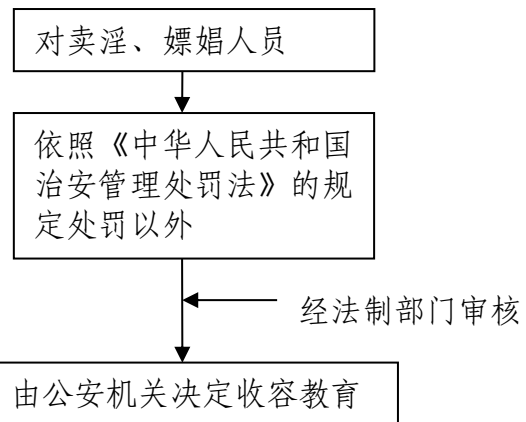 对卖淫、嫖娼人员
依照《中华人民共和国
治安管理处罚法》的规
定处罚以外
经法制部门审核
由公安机关决定收容教育